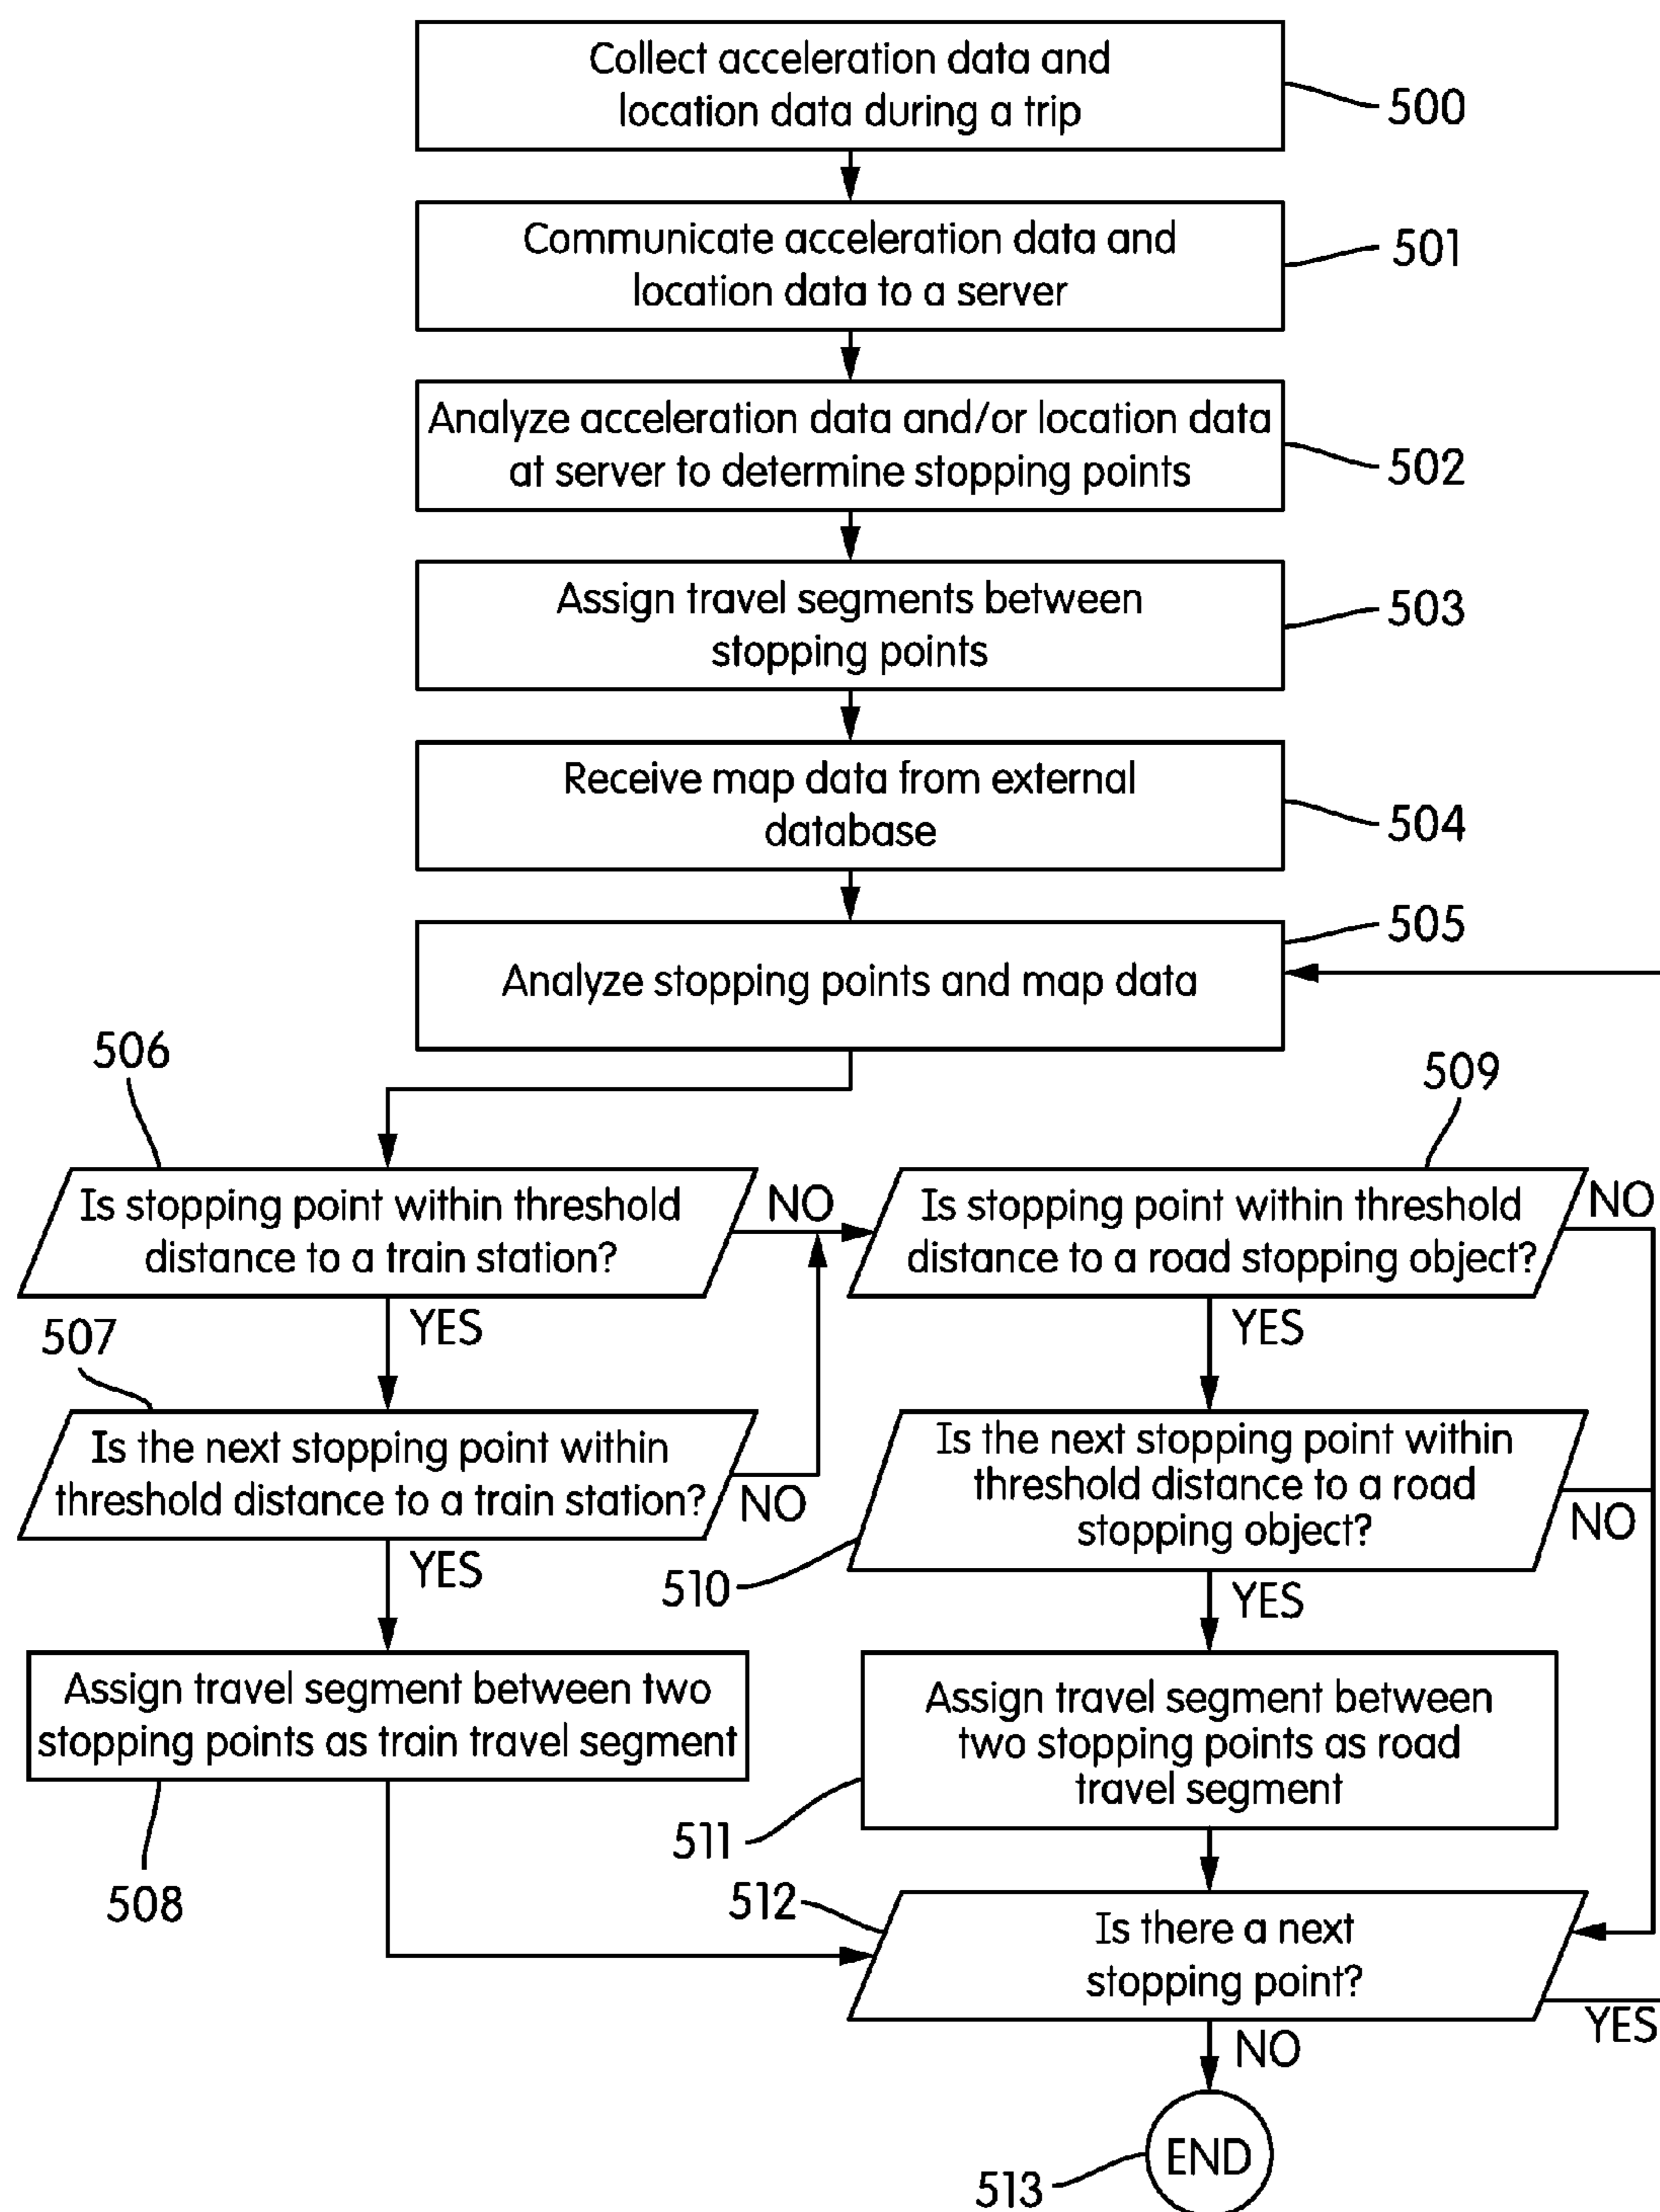 Collect acceleration data and
location data during a trip
500
Communicate acceleration data and
location data to a server
501
Analyze acceleration data and/or location data
at server to determine stopping points
502
Assign travel segments between
stopping points
503
Receive map data from external
database
504
505
Analyze stopping points and map data
506
509
Is stopping point within threshold
distance to a train station?
NO
Is stopping point within threshold
distance to a road stopping object?
NO
YES
YES
507
Is the next stopping point within
threshold distance to a train station?
NO
Is the next stopping point within
threshold distance to a road
stopping object?
NO
YES
510
YES
Assign travel segment between two
stopping points as train travel segment
508
Assign travel segment between
two stopping points as road
travel segment
511
512
Is there a next
stopping point?
YES
NO
END
513